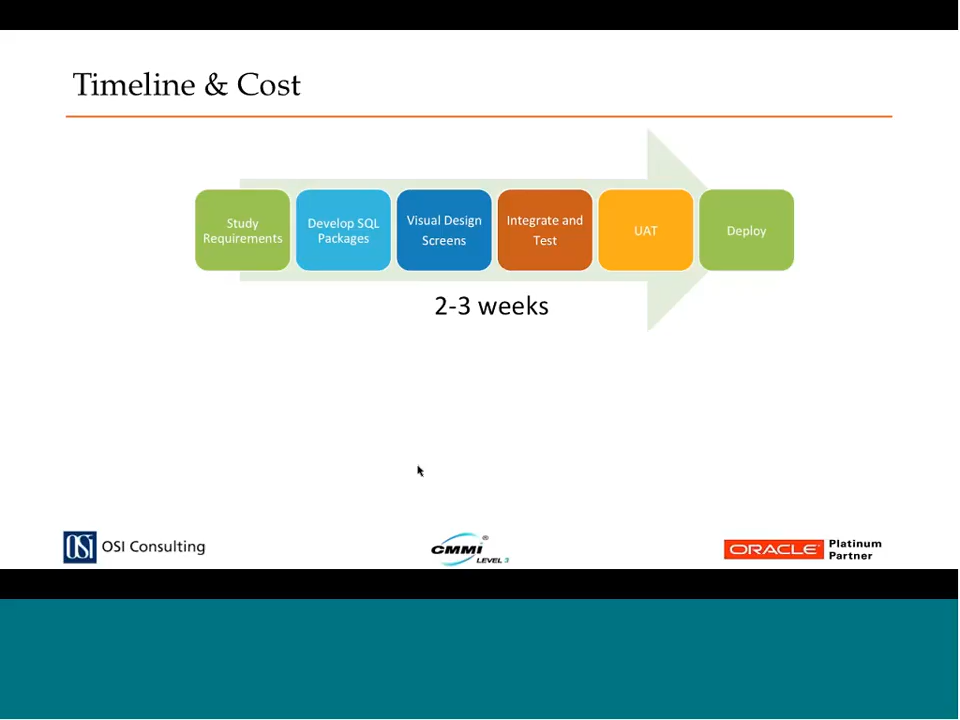 Timeline & Cost
Study
Requirements
Develop SQL
Packages
Visual Design
Screens
Integrate and
Test
UAT
Deploy
2-3 weeks
OSI
OSI Consulting
CMMI®
LEVEL 3
ORACLE®
Platinum
Partner